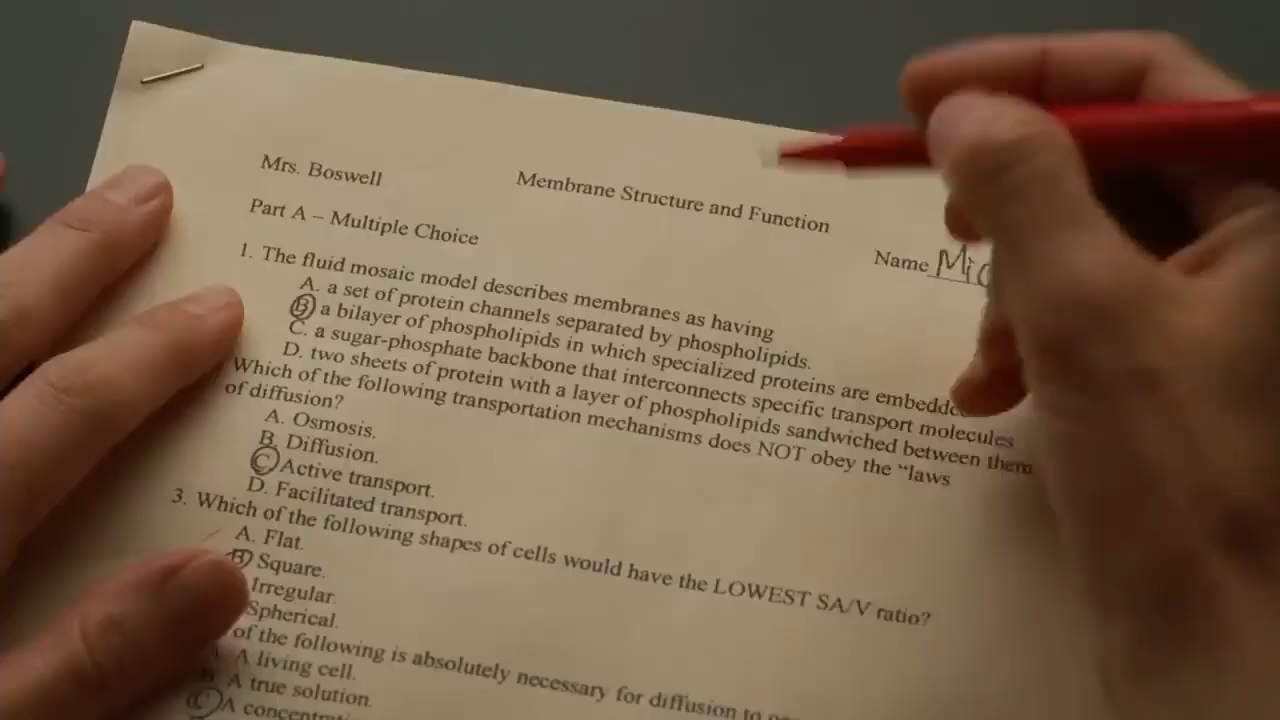 Mrs. Boswell
Membrane Structure and Function
Name Mic
Part A – Multiple Choice
1. The fluid mosaic model describes membranes as having
A. a set of protein channels separated by phospholipids.
B. a bilayer of phospholipids in which specialized proteins are embedde
C. a sugar-phosphate backbone that interconnects specific transport molecules
D. two sheets of protein with a layer of phospholipids sandwiched between them
Which of the following transportation mechanisms does NOT obey the “laws
of diffusion?
A. Osmosis.
B. Diffusion.
C Active transport.
D. Facilitated transport.
3. Which of the following shapes of cells would have the LOWEST SA/V ratio?
A. Flat.
B Square.
Irregular.
Spherical.
of the following is absolutely necessary for diffusion to
A living cell.
A true solution.
C A